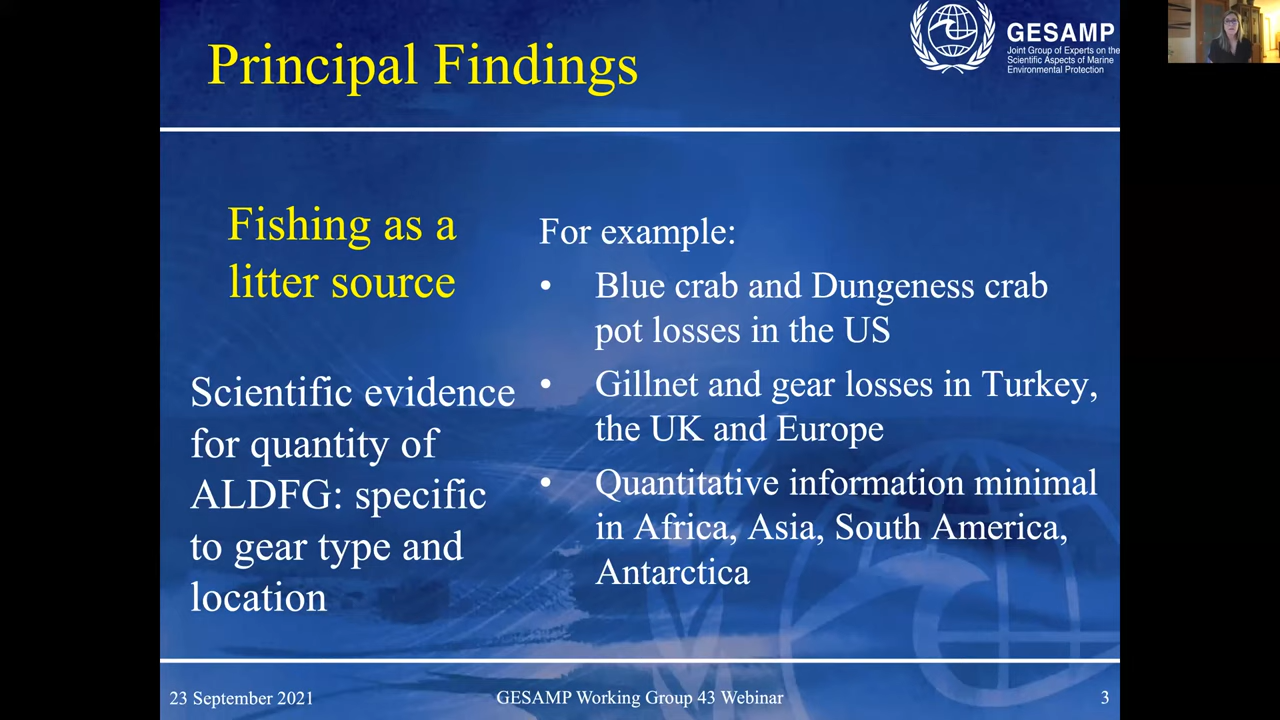 Principal Findings
GESAMP
Joint Group of Experts on the
Scientific Aspects of Marine
Environmental Protection
Fishing as a
litter source
Scientific evidence
for quantity of
ALDFG: specific
to gear type and
location
For example:
• Blue crab and Dungeness crab
pot losses in the US
• Gillnet and gear losses in Turkey,
the UK and Europe
• Quantitative information minimal
in Africa, Asia, South America,
Antarctica
23 September 2021
GESAMP Working Group 43 Webinar
3